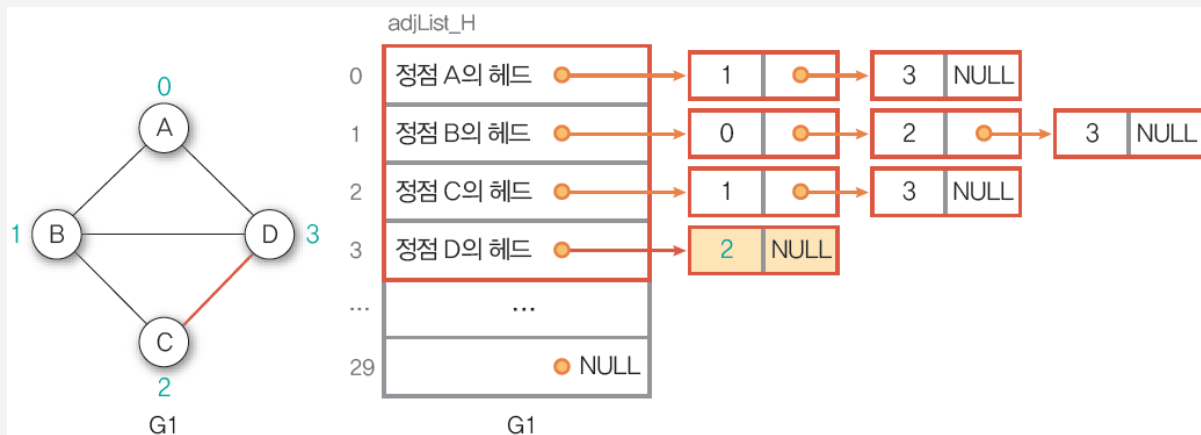 adjList_H
0
A
1
B
D
3
C
2
G1
0 정점 A의 헤드 1 3 NULL
1 정점 B의 헤드 0 2 3 NULL
2 정점 C의 헤드 1 3 NULL
3 정점 D의 헤드 2 NULL
... ...
29 NULL
G1